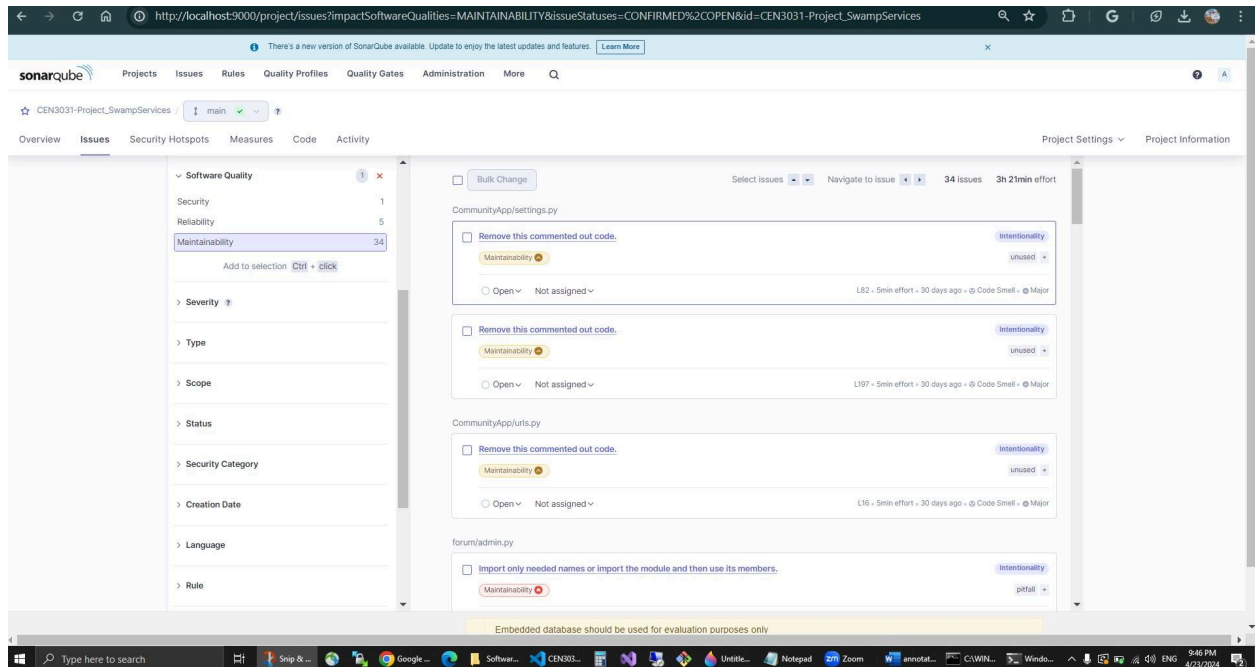 http://localhost:9000/project/issues?impactSoftwareQualities=MAINTAINABILITY&issueStatuses=CONFIRMED%2COPEN&id=CEN3031-Project_SwampServices
There's a new version of SonarQube available. Update to enjoy the latest updates and features. Learn More
sonarqube Projects Issues Rules Quality Profiles Quality Gates Administration More A
CEN3031-Project_SwampServices / main
Overview Issues Security Hotspots Measures Code Activity Project Settings Project Information
Software Quality 1
Security 1
Reliability 5
Maintainability 34
Add to selection Ctrl + click
Severity
Type
Scope
Status
Security Category
Creation Date
Language
Rule
Bulk Change Select issues Navigate to issue 34 issues 3h 21min effort
CommunityApp/settings.py
Remove this commented out code. Intentionality
Maintainability unused +
Open Not assigned L82 • 5min effort • 30 days ago • Code Smell • Major
Remove this commented out code. Intentionality
Maintainability unused +
Open Not assigned L197 • 5min effort • 30 days ago • Code Smell • Major
CommunityApp/urls.py
Remove this commented out code. Intentionality
Maintainability unused +
Open Not assigned L16 • 5min effort • 30 days ago • Code Smell • Major
forum/admin.py
Import only needed names or import the module and then use its members. Intentionality
Maintainability pitfall +
Embedded database should be used for evaluation purposes only
Type here to search Snip & ... Google ... Softwar... CEN303... Untitle... Notepad Zoom annotat... C:\WIN... Windo... ENG 9:46 PM
4/23/2024